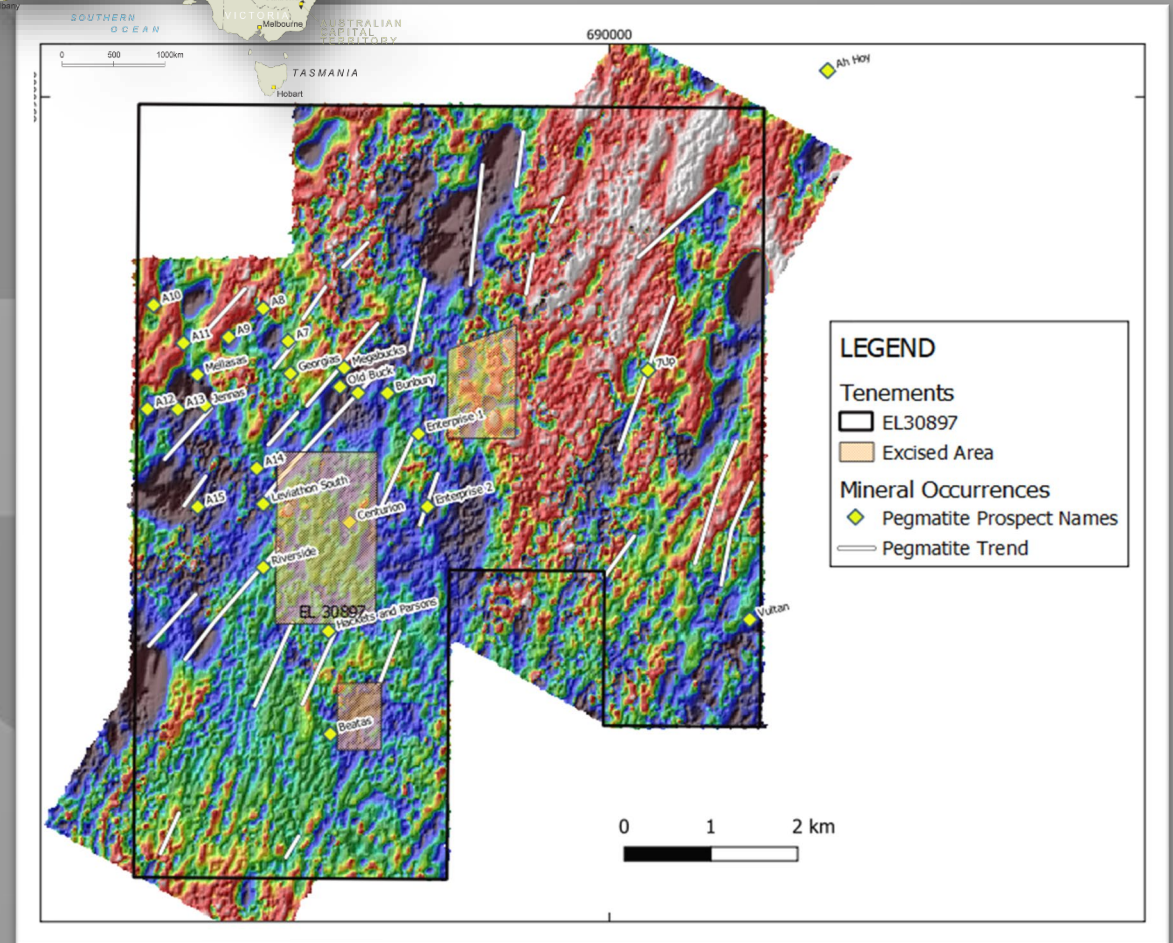 bany
SOUTHERN
OCEAN
VICTORIA
Melbourne
AUSTRALIAN
CAPITAL
TERRITORY
0 500 1000km
TASMANIA
Hobart
690000
Ah Hoy
A10
A8
A11
A9
A7
Georgias
Megabucks
Old Buck
Bunbury
7Up
A12
A13
Jennas
Enterprise 1
A14
A15
Leviathon South
Centurion
Enterprise 2
Riverside
EL 30897
Hackets and Parsons
Vultan
Beatas
LEGEND
Tenements
EL30897
Excised Area
Mineral Occurrences
Pegmatite Prospect Names
Pegmatite Trend
0 1 2 km